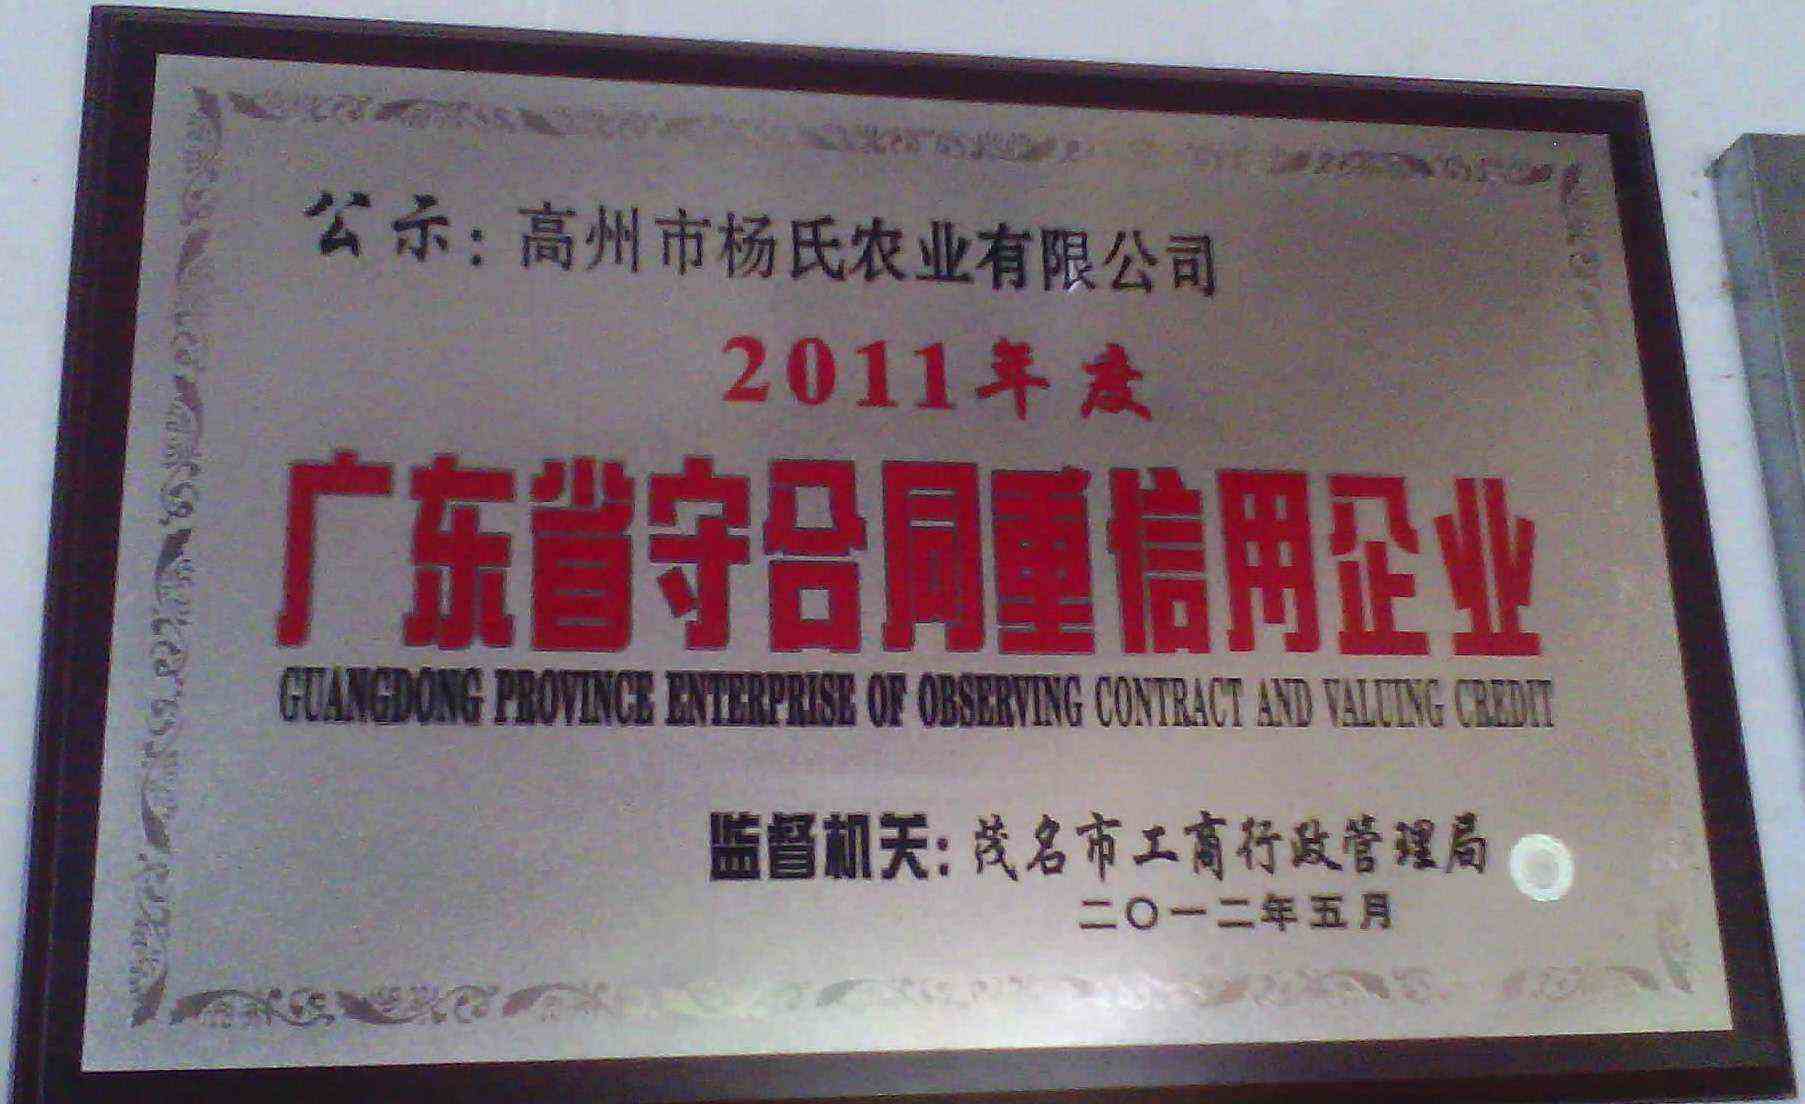 公示：高州市杨氏农业有限公司
2011年度
广东省守合同重信用企业
GUANGDONG PROVINCE ENTERPRISE OF OBSERVING CONTRACT AND VALUING CREDIT
监督机关：茂名市工商行政管理局
二〇一二年五月